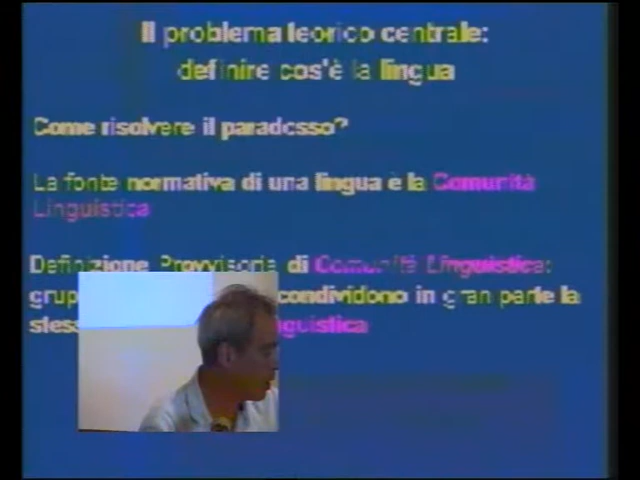 Il problema teorico centrale:
definire cos'è la lingua
Come risolvere il paradosso?
La fonte normativa di una lingua è la Comunità
Linguistica
Definizione Provvisoria di Comunità Linguistica:
condividono in gran parte la